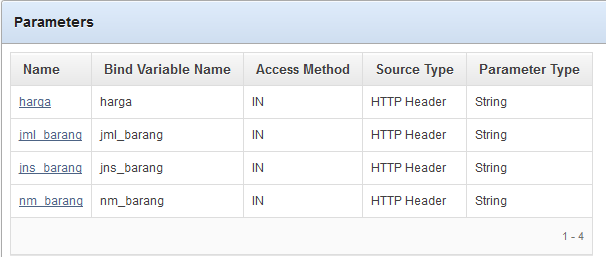 Parameters
Name Bind Variable Name Access Method Source Type Parameter Type
harga harga IN HTTP Header String
jml_barang jml_barang IN HTTP Header String
jns_barang jns_barang IN HTTP Header String
nm_barang nm_barang IN HTTP Header String
1 - 4